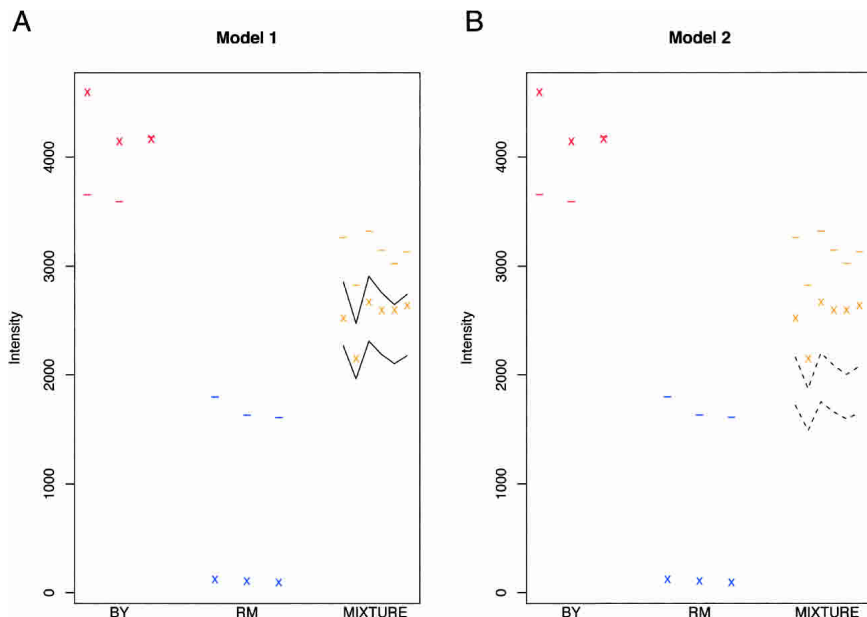 A
Model 1
Intensity
4000
3000
2000
1000
0
BY RM MIXTURE
B
Model 2
Intensity
4000
3000
2000
1000
0
BY RM MIXTURE